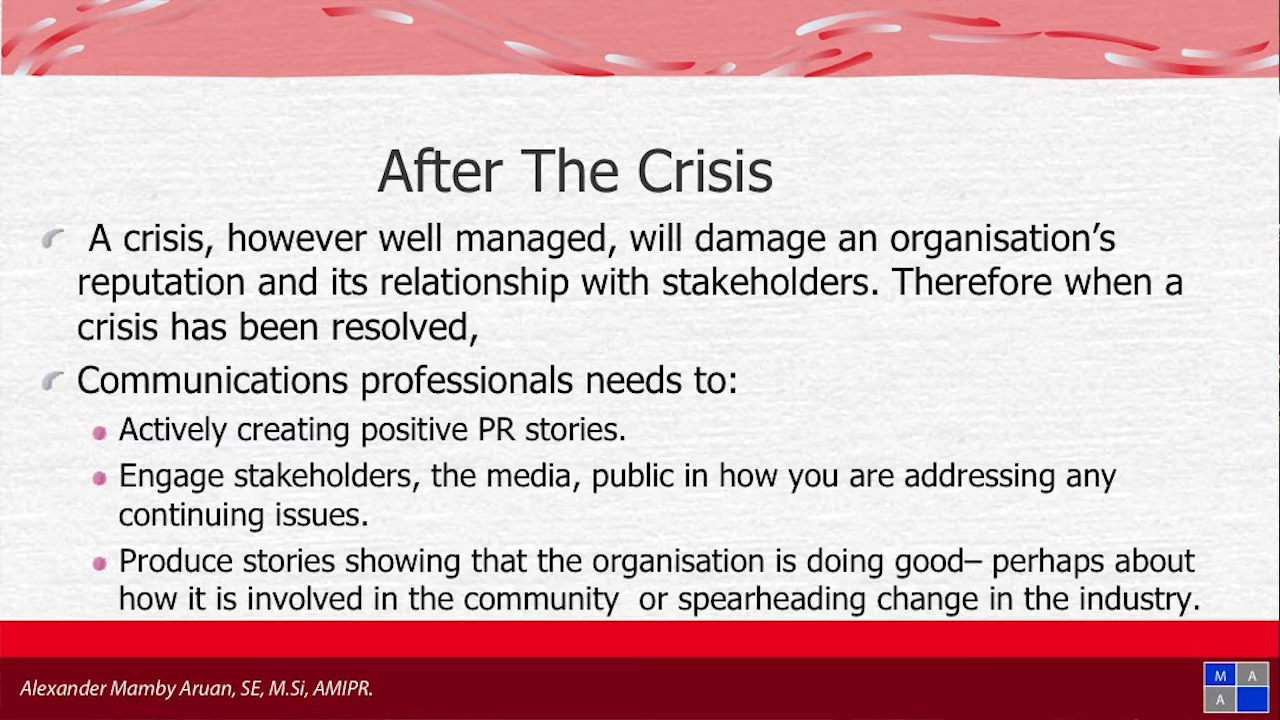 After The Crisis
A crisis, however well managed, will damage an organisation’s
reputation and its relationship with stakeholders. Therefore when a
crisis has been resolved,
Communications professionals needs to:
Actively creating positive PR stories.
Engage stakeholders, the media, public in how you are addressing any
continuing issues.
Produce stories showing that the organisation is doing good– perhaps about
how it is involved in the community or spearheading change in the industry.
Alexander Mamby Aruan, SE, M.Si, AMIPR.
M A
A